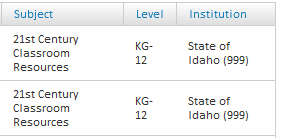 Subject Level Institution
21st Century KG- State of
Classroom 12 Idaho (999)
Resources
21st Century KG- State of
Classroom 12 Idaho (999)
Resources